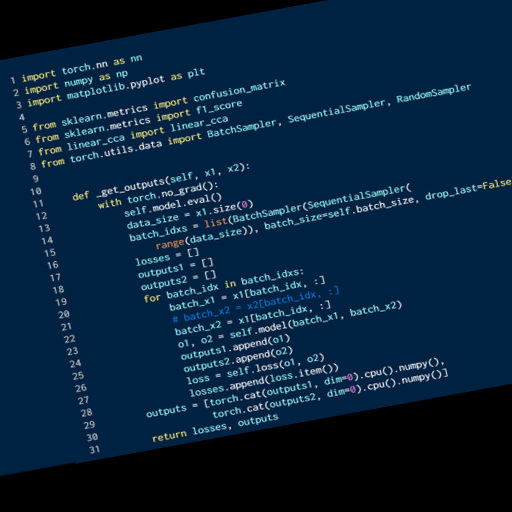 1 import torch.nn as nn
2 import numpy as np
3 import matplotlib.pyplot as plt
4
5 from sklearn.metrics import confusion_matrix
6 from sklearn.metrics import f1_score
7 from linear_cca import linear_cca
8 from torch.utils.data import BatchSampler, SequentialSampler, RandomSampler
9
10
11 def _get_outputs(self, x1, x2):
12 with torch.no_grad():
13 self.model.eval()
14 data_size = x1.size(0)
15 batch_idxs = list(BatchSampler(SequentialSampler(
16 range(data_size)), batch_size=self.batch_size, drop_last=False
17 losses = []
18 outputs1 = []
19 outputs2 = []
20 for batch_idx in batch_idxs:
21 batch_x1 = x1[batch_idx, :]
22 # batch_x2 = x2[batch_idx, :]
23 batch_x2 = x1[batch_idx, :]
24 o1, o2 = self.model(batch_x1, batch_x2)
25 outputs1.append(o1)
26 outputs2.append(o2)
27 loss = self.loss(o1, o2)
28 losses.append(loss.item())
29 outputs = [torch.cat(outputs1, dim=0).cpu().numpy(),
30 torch.cat(outputs2, dim=0).cpu().numpy()]
31 return losses, outputs